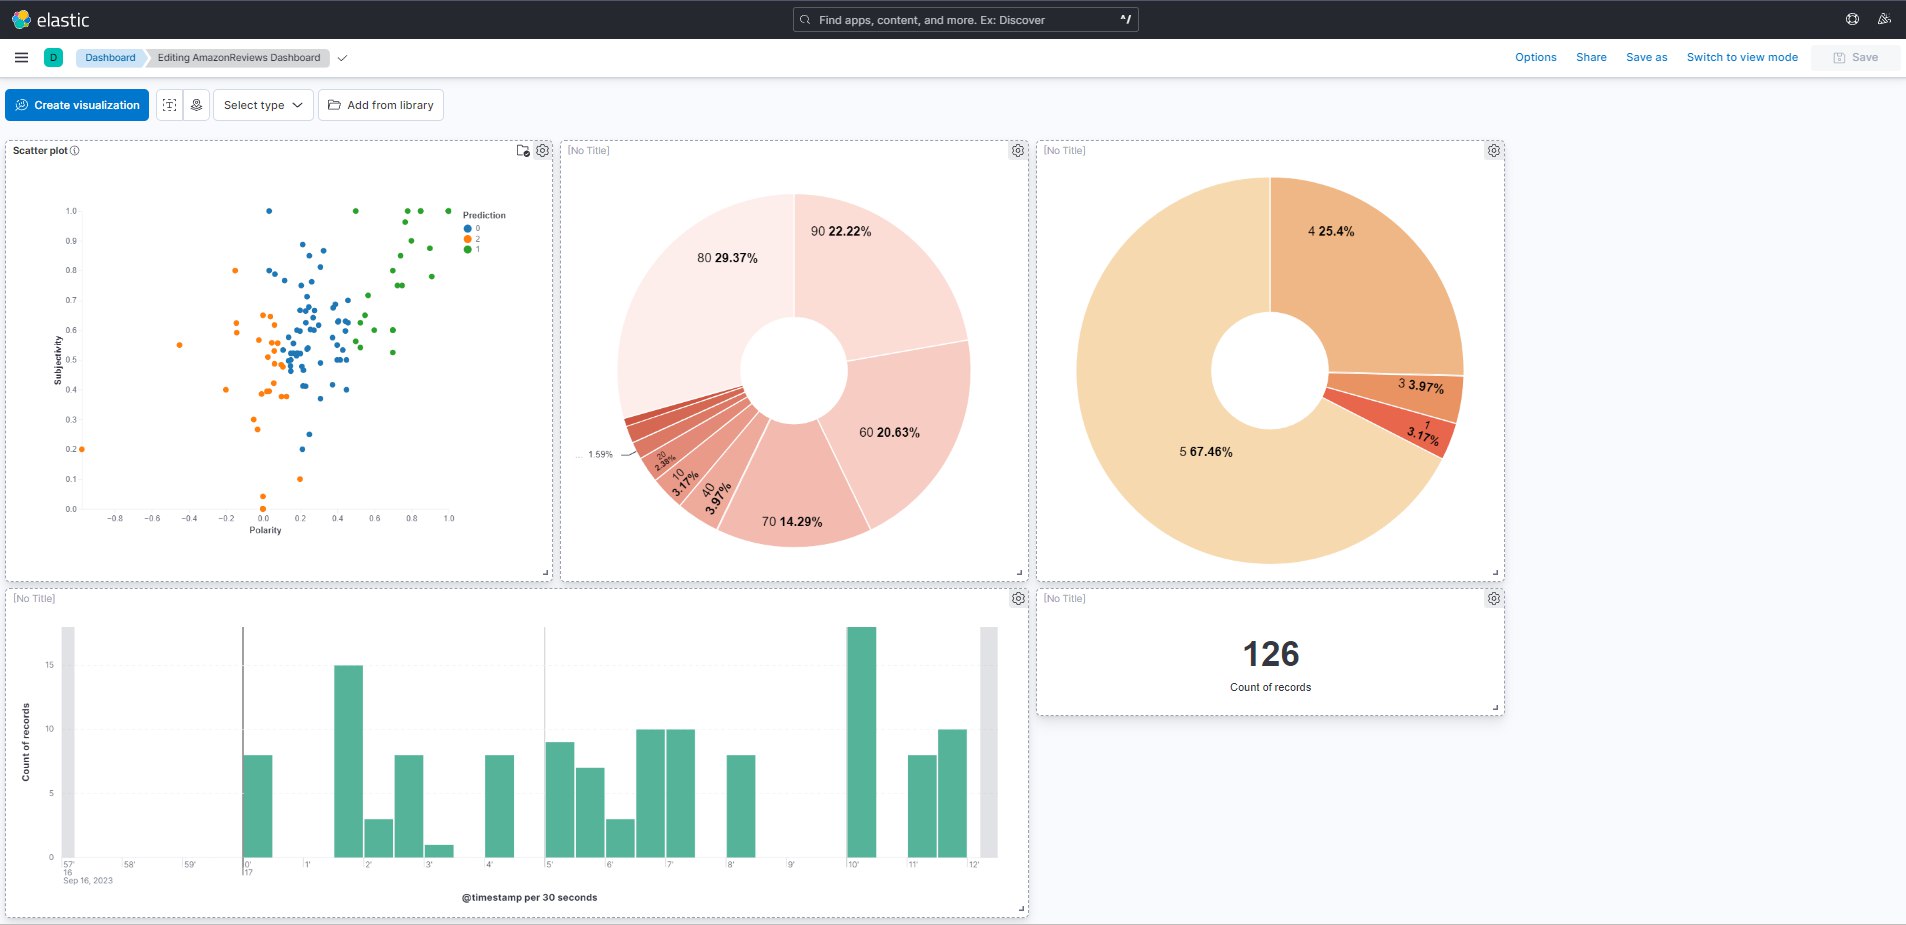 elastic
Find apps, content, and more. Ex: Discover
^/
D
Dashboard
Editing AmazonReviews Dashboard
Options
Share
Save as
Switch to view mode
Save
Create visualization
Select type
Add from library
Scatter plot
1.0
0.9
0.8
0.7
0.6
0.5
0.4
0.3
0.2
0.1
0.0
Subjectivity
−0.8 −0.6 −0.4 −0.2 0.0 0.2 0.4 0.6 0.8 1.0
Polarity
Prediction
0
2
1
[No Title]
90 22.22%
80 29.37%
60 20.63%
70 14.29%
40
3.97%
10
3.17%
20
2.38%
... 1.59%
[No Title]
4 25.4%
3 3.97%
1
3.17%
5 67.46%
[No Title]
15
10
5
0
Count of records
57' 58' 59' 0' 1' 2' 3' 4' 5' 6' 7' 8' 9' 10' 11' 12'
16 17
Sep 16, 2023
@timestamp per 30 seconds
[No Title]
126
Count of records